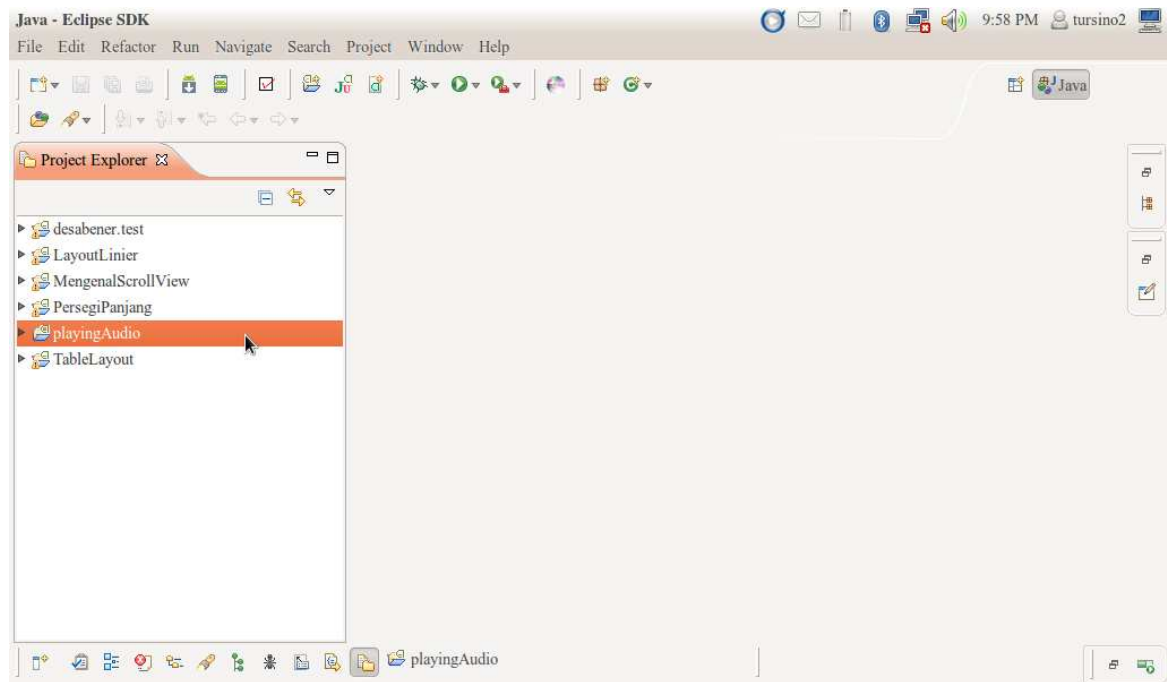 Java - Eclipse SDK
9:58 PM tursino2
File Edit Refactor Run Navigate Search Project Window Help
Java
Project Explorer
desabener.test
LayoutLinier
MengenalScrollView
PersegiPanjang
playingAudio
TableLayout
playingAudio